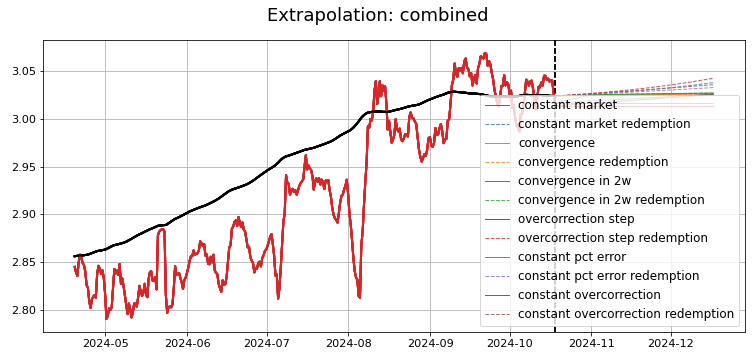 Extrapolation: combined
3.05
3.00
2.95
2.90
2.85
2.80
constant market
constant market redemption
convergence
convergence redemption
convergence in 2w
convergence in 2w redemption
overcorrection step
overcorrection step redemption
constant pct error
constant pct error redemption
constant overcorrection
constant overcorrection redemption
2024-05 2024-06 2024-07 2024-08 2024-09 2024-10 2024-11 2024-12